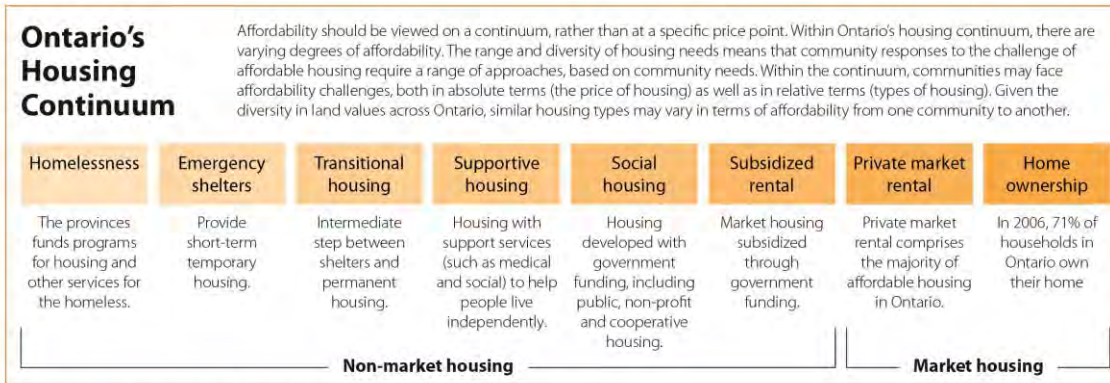 Ontario's
Housing
Continuum
Affordability should be viewed on a continuum, rather than at a specific price point. Within Ontario's housing continuum, there are
varying degrees of affordability. The range and diversity of housing needs means that community responses to the challenge of
affordable housing require a range of approaches, based on community needs. Within the continuum, communities may face
affordability challenges, both in absolute terms (the price of housing) as well as in relative terms (types of housing). Given the
diversity in land values across Ontario, similar housing types may vary in terms of affordability from one community to another.
Homelessness
The provinces
funds programs
for housing and
other services for
the homeless.
Emergency
shelters
Provide
short-term
temporary
housing.
Transitional
housing
Intermediate
step between
shelters and
permanent
housing.
Supportive
housing
Housing with
support services
(such as medical
and social) to help
people live
independently.
Social
housing
Housing
developed with
government
funding, including
public, non-profit
and cooperative
housing.
Subsidized
rental
Market housing
subsidized
through
government
funding.
Private market
rental
Private market
rental comprises
the majority of
affordable housing
in Ontario.
Home
ownership
In 2006, 71% of
households in
Ontario own
their home
Non-market housing
Market housing